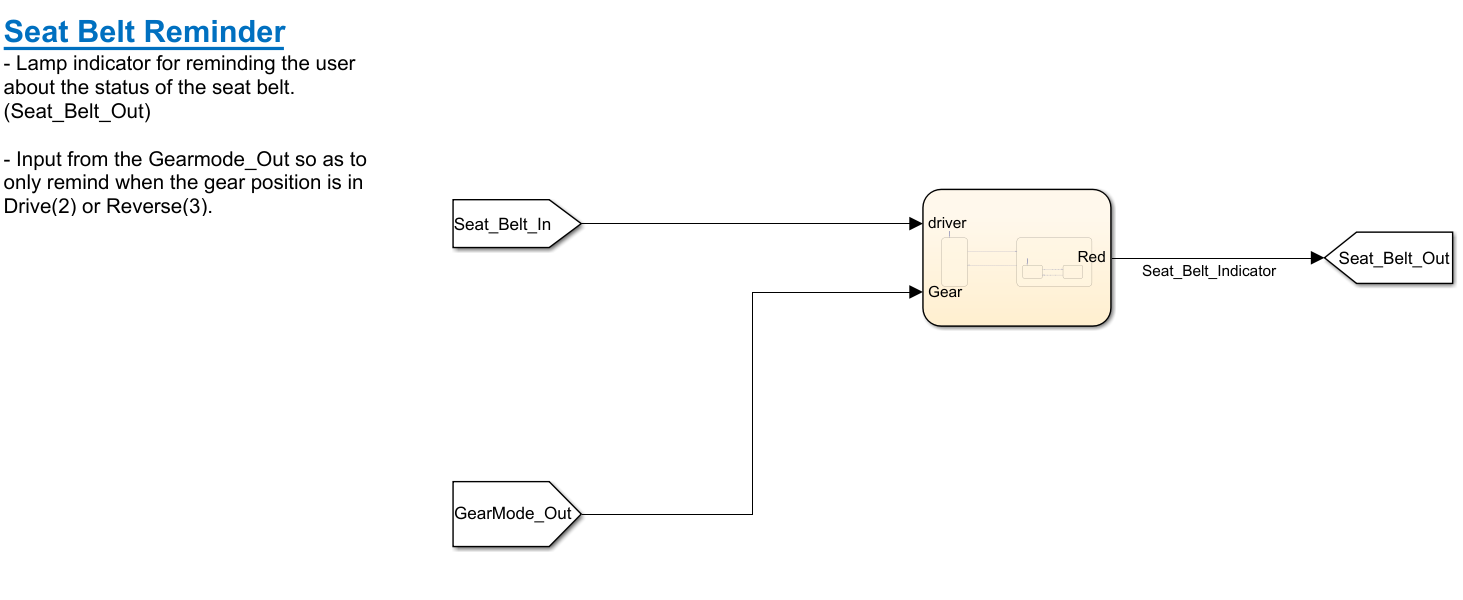 Seat Belt Reminder
- Lamp indicator for reminding the user
about the status of the seat belt.
(Seat_Belt_Out)
- Input from the Gearmode_Out so as to
only remind when the gear position is in
Drive(2) or Reverse(3).
Seat_Belt_In
driver
Red
Gear
Seat_Belt_Indicator
Seat_Belt_Out
GearMode_Out